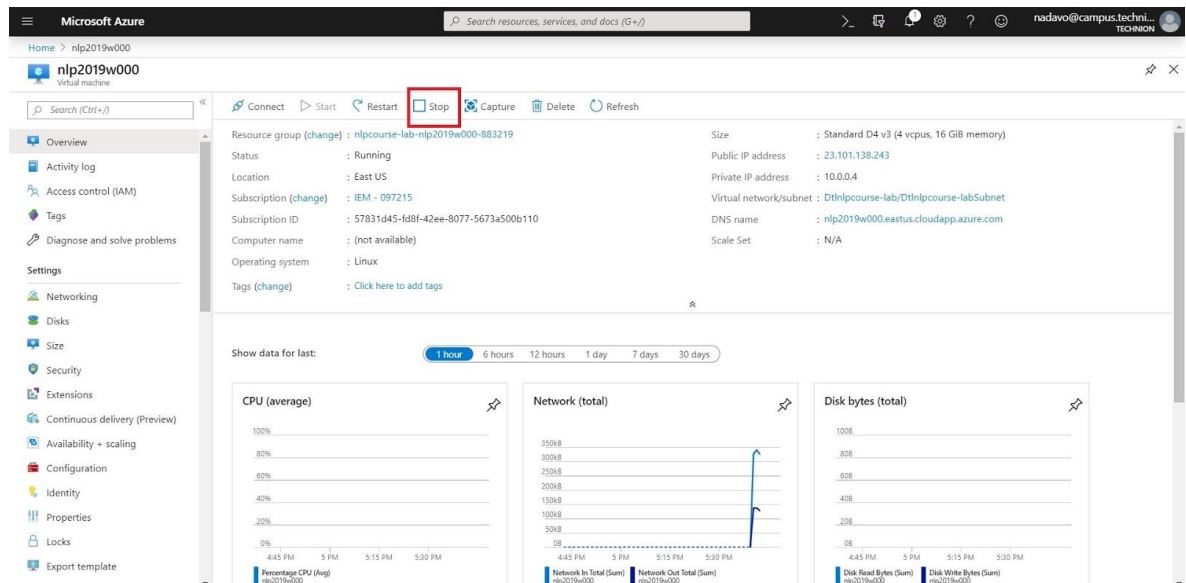 Microsoft Azure
Search resources, services, and docs (G+/)
1
nadavo@campus.techni...
TECHNION
Home > nlp2019w000
nlp2019w000
Virtual machine
Search (Ctrl+/)
«
Connect Start Restart Stop Capture Delete Refresh
Overview
Activity log
Access control (IAM)
Tags
Diagnose and solve problems
Settings
Networking
Disks
Size
Security
Extensions
Continuous delivery (Preview)
Availability + scaling
Configuration
Identity
Properties
Locks
Export template
Resource group (change) : nlpcourse-lab-nlp2019w000-883219
Status : Running
Location : East US
Subscription (change) : IEM - 097215
Subscription ID : 57831d45-fd8f-42ee-8077-5673a500b110
Computer name : (not available)
Operating system : Linux
Tags (change) : Click here to add tags
Size : Standard D4 v3 (4 vcpus, 16 GiB memory)
Public IP address : 23.101.138.243
Private IP address : 10.0.0.4
Virtual network/subnet : Dtlnlpcourse-lab/Dtlnlpcourse-labSubnet
DNS name : nlp2019w000.eastus.cloudapp.azure.com
Scale Set : N/A
Show data for last: 1 hour 6 hours 12 hours 1 day 7 days 30 days
CPU (average)
100%
80%
60%
40%
20%
0%
4:45 PM 5 PM 5:15 PM 5:30 PM
Percentage CPU (Avg)
nlp2019w000
Network (total)
350kB
300kB
250kB
200kB
150kB
100kB
50kB
0B
4:45 PM 5 PM 5:15 PM 5:30 PM
Network In Total (Sum) Network Out Total (Sum)
nlp2019w000 nlp2019w000
Disk bytes (total)
100B
80B
60B
40B
20B
0B
4:45 PM 5 PM 5:15 PM 5:30 PM
Disk Read Bytes (Sum) Disk Write Bytes (Sum)
nlp2019w000 nlp2019w000